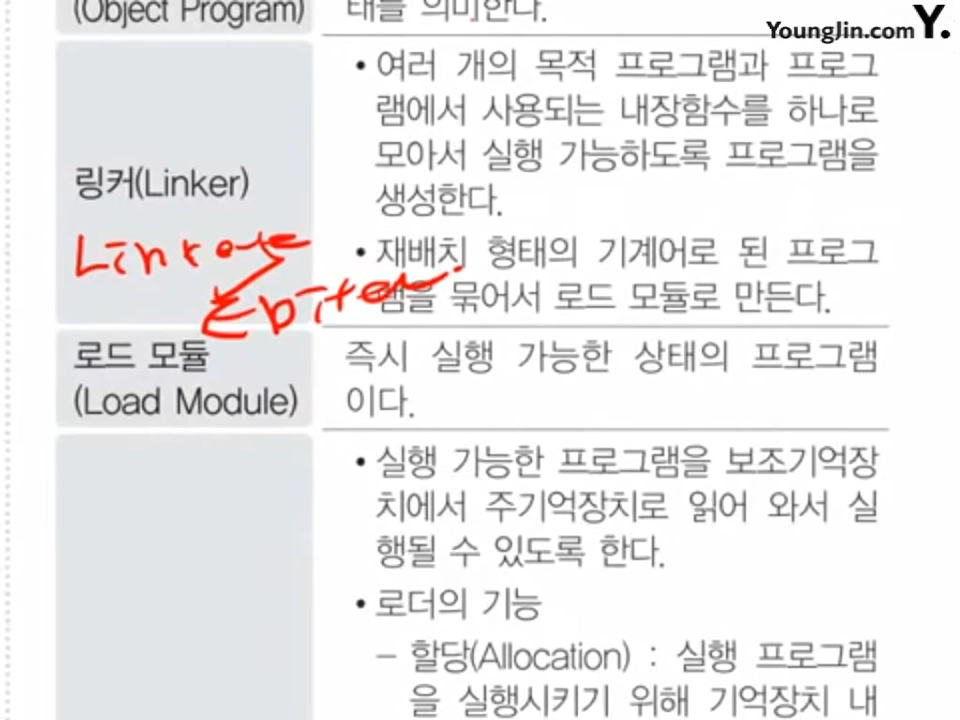 (Object Program)
태를 의미한다.
YoungJin.com Y.
링커(Linker)
• 여러 개의 목적 프로그램과 프로그
램에서 사용되는 내장함수를 하나로
모아서 실행 가능하도록 프로그램을
생성한다.
• 재배치 형태의 기계어로 된 프로그
램을 묶어서 로드 모듈로 만든다.
로드 모듈
(Load Module)
즉시 실행 가능한 상태의 프로그램
이다.
• 실행 가능한 프로그램을 보조기억장
치에서 주기억장치로 읽어 와서 실
행될 수 있도록 한다.
• 로더의 기능
– 할당(Allocation) : 실행 프로그램
을 실행시키기 위해 기억장치 내